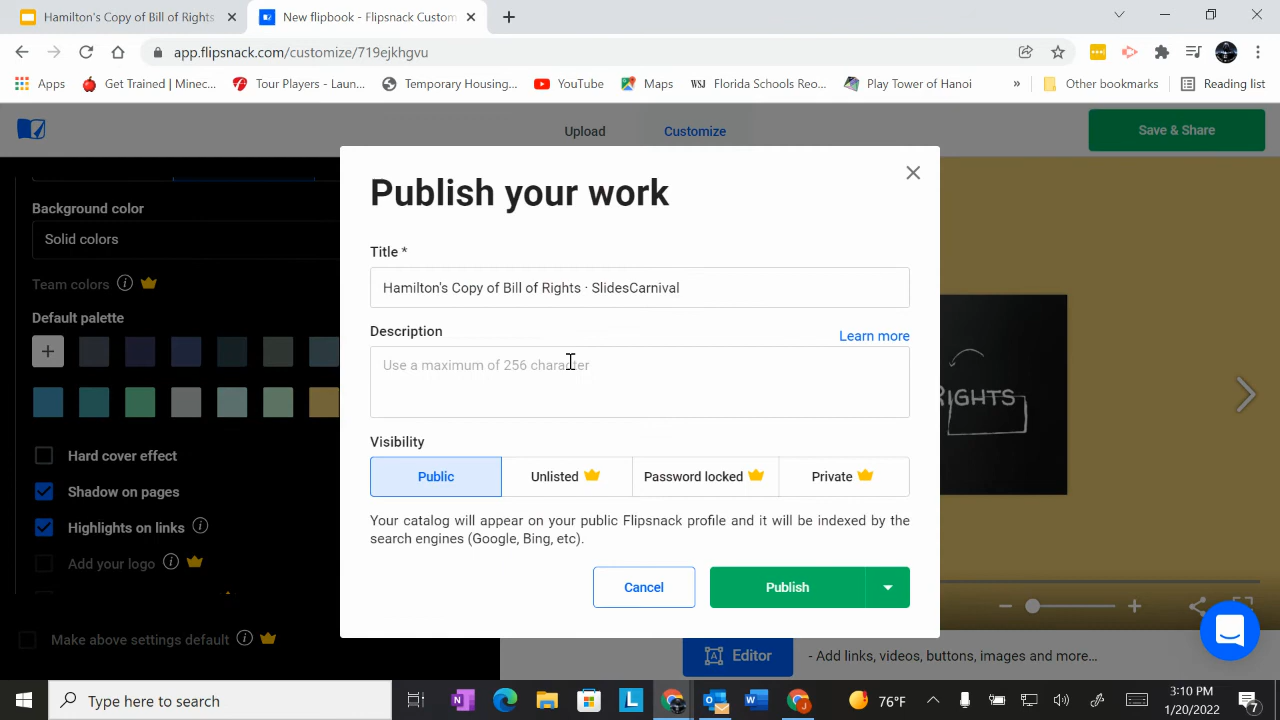 Hamilton's Copy of Bill of Rights
New flipbook - Flipsnack Custom
app.flipsnack.com/customize/719ejkhgvu
Apps
Get Trained | Minec...
Tour Players - Laun...
Temporary Housing:...
YouTube
Maps
WSJ
Florida Schools Reo...
Play Tower of Hanoi
»
Other bookmarks
Reading list
Upload
Customize
Save & Share
Publish your work
Title *
Hamilton's Copy of Bill of Rights · SlidesCarnival
Description
Learn more
Use a maximum of 256 character
Visibility
Public
Unlisted
Password locked
Private
Your catalog will appear on your public Flipsnack profile and it will be indexed by the
search engines (Google, Bing, etc).
Cancel
Publish
Background color
Solid colors
Team colors
Default palette
Hard cover effect
Shadow on pages
Highlights on links
Add your logo
Make above settings default
RIGHTS
Editor
- Add links, videos, buttons, images and more...
Type here to search
76°F
3:10 PM
1/20/2022
7